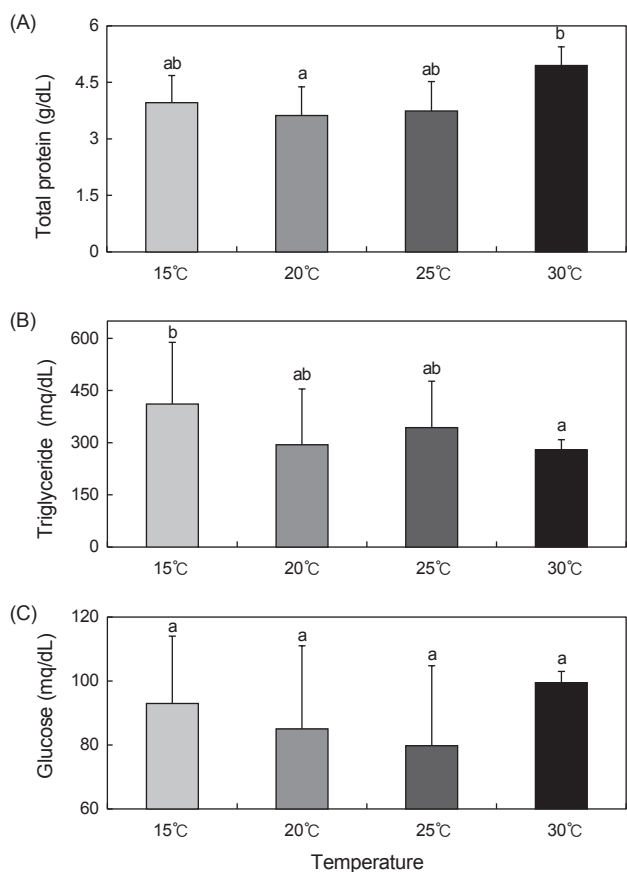 (A)
Total protein (g/dL)
6
4.5
3
1.5
0
ab
a
ab
b
15℃ 20℃ 25℃ 30℃
(B)
Triglyceride (mq/dL)
600
450
300
150
0
b
ab
ab
a
15℃ 20℃ 25℃ 30℃
(C)
Glucose (mq/dL)
120
100
80
60
a
a
a
a
15℃ 20℃ 25℃ 30℃
Temperature